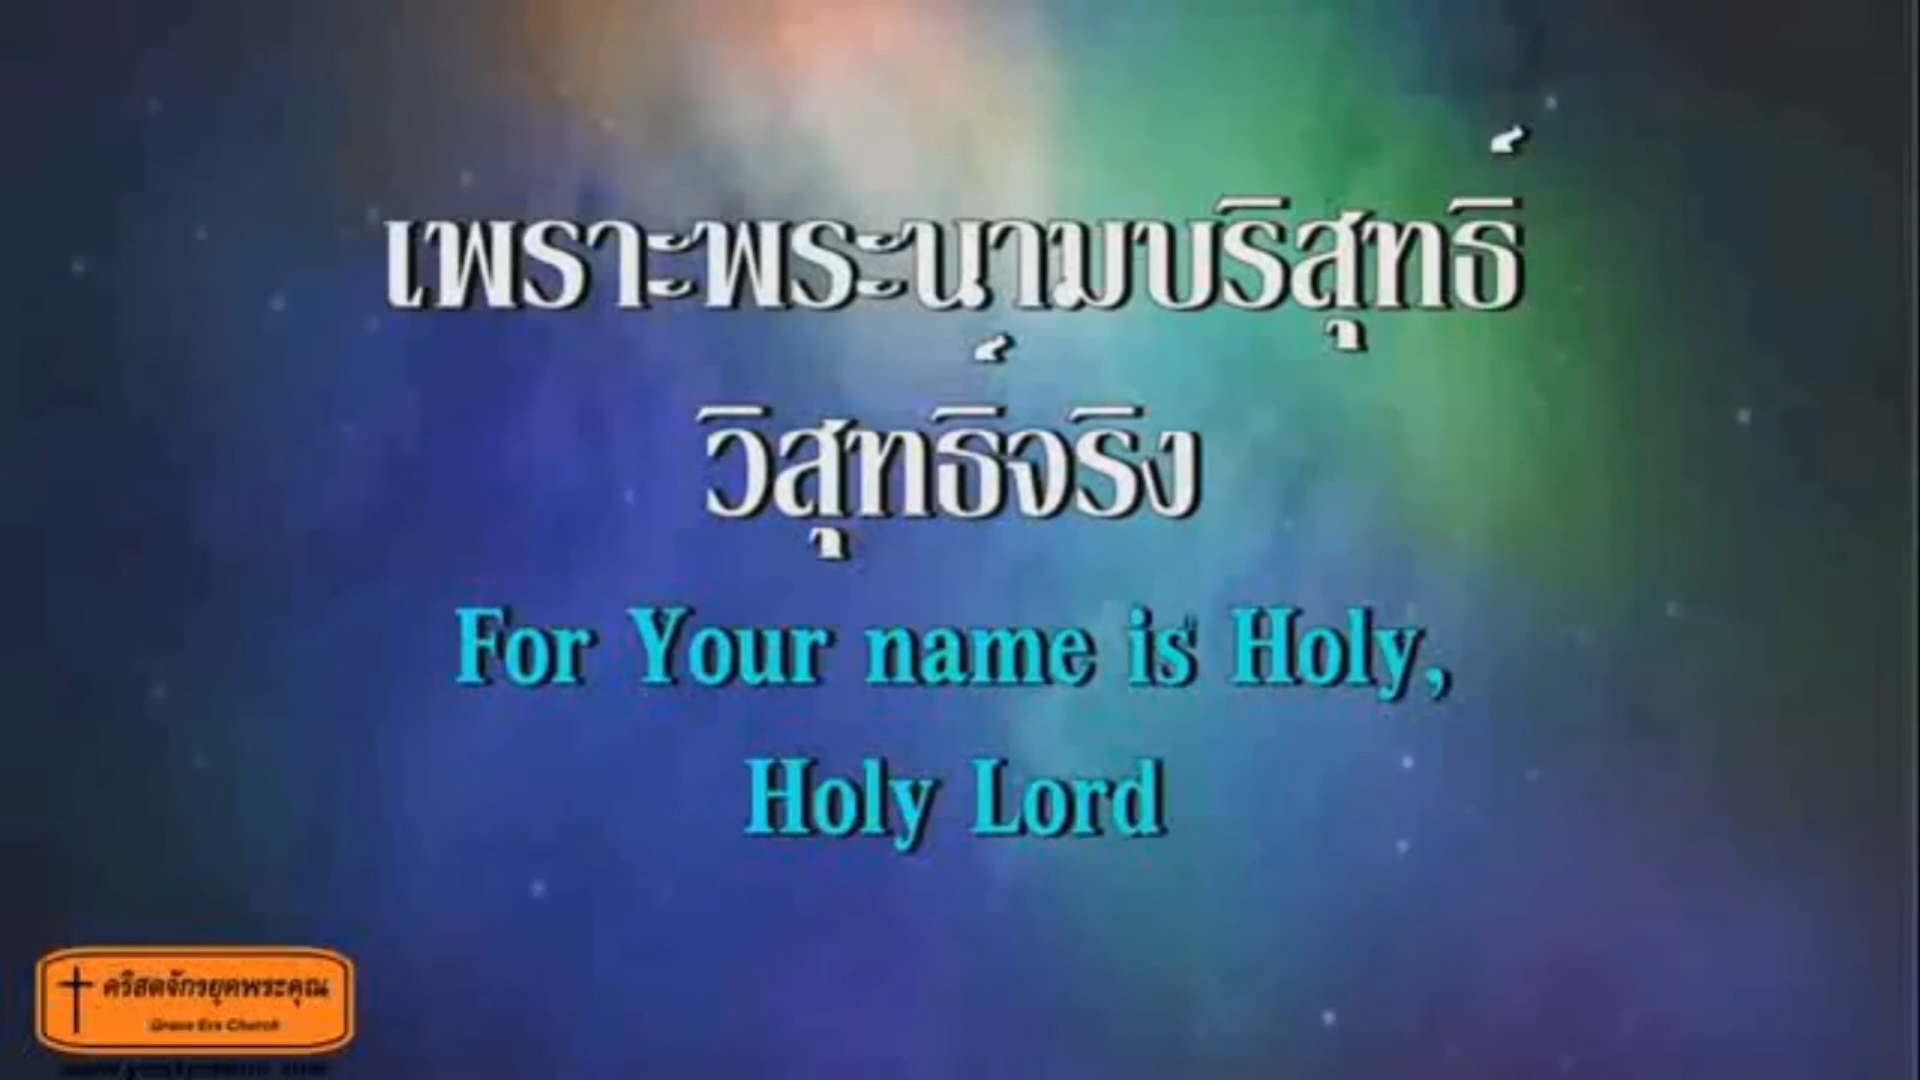 เพราะพระนามบริสุทธิ์
วิสุทธิ์จริง
For Your name is Holy,
Holy Lord
คริสตจักรยุคพระคุณ
Grace Era Church